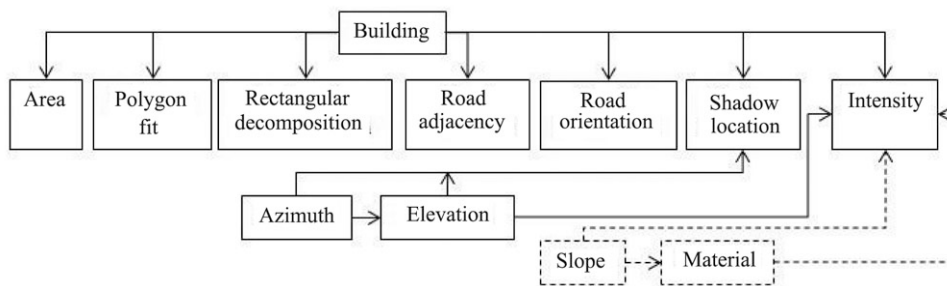 Building
Area
Polygon
fit
Rectangular
decomposition
Road
adjacency
Road
orientation
Shadow
location
Intensity
Azimuth
Elevation
Slope
Material